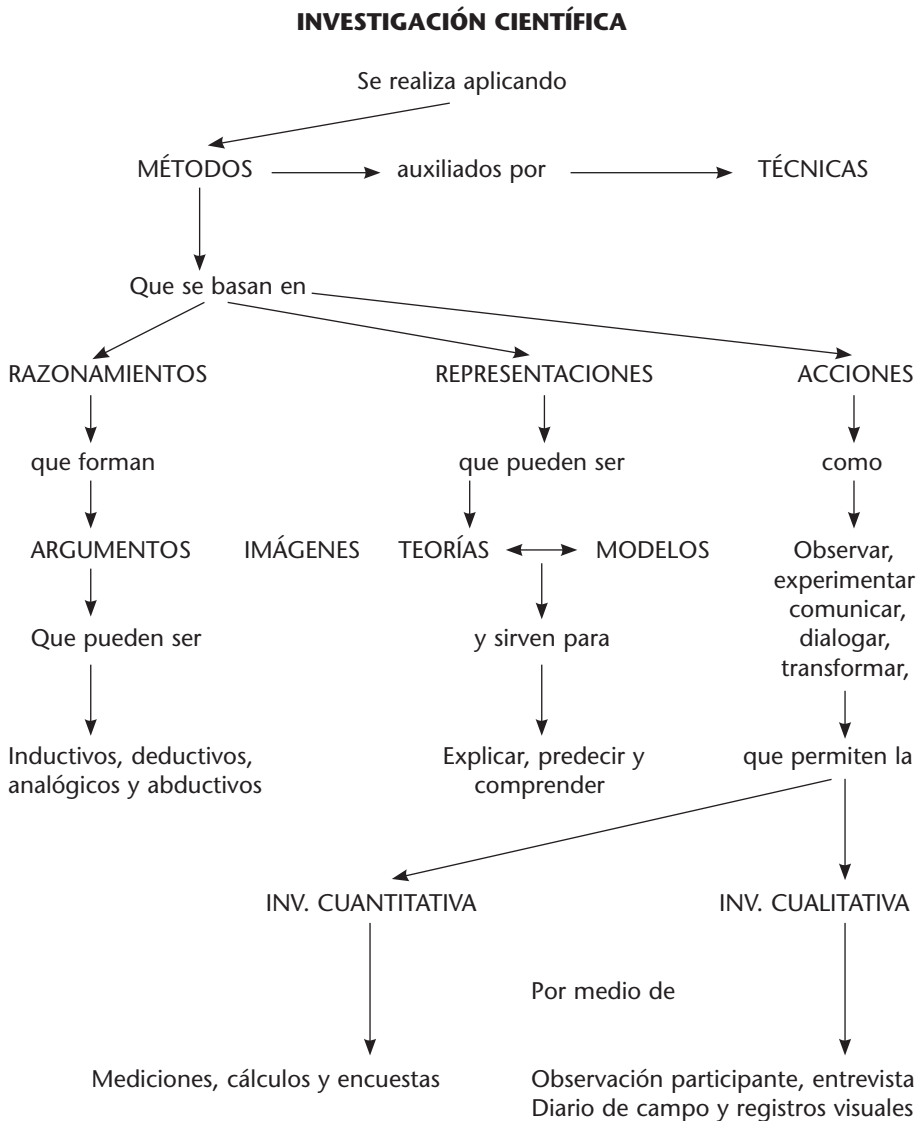 INVESTIGACIÓN CIENTÍFICA
Se realiza aplicando
MÉTODOS auxiliados por TÉCNICAS
Que se basan en
RAZONAMIENTOS REPRESENTACIONES ACCIONES
que forman que pueden ser como
ARGUMENTOS IMÁGENES TEORÍAS MODELOS Observar,
experimentar
comunicar,
Que pueden ser y sirven para dialogar,
transformar,
Inductivos, deductivos, Explicar, predecir y que permiten la
analógicos y abductivos comprender
INV. CUANTITATIVA INV. CUALITATIVA
Por medio de
Mediciones, cálculos y encuestas Observación participante, entrevista
Diario de campo y registros visuales